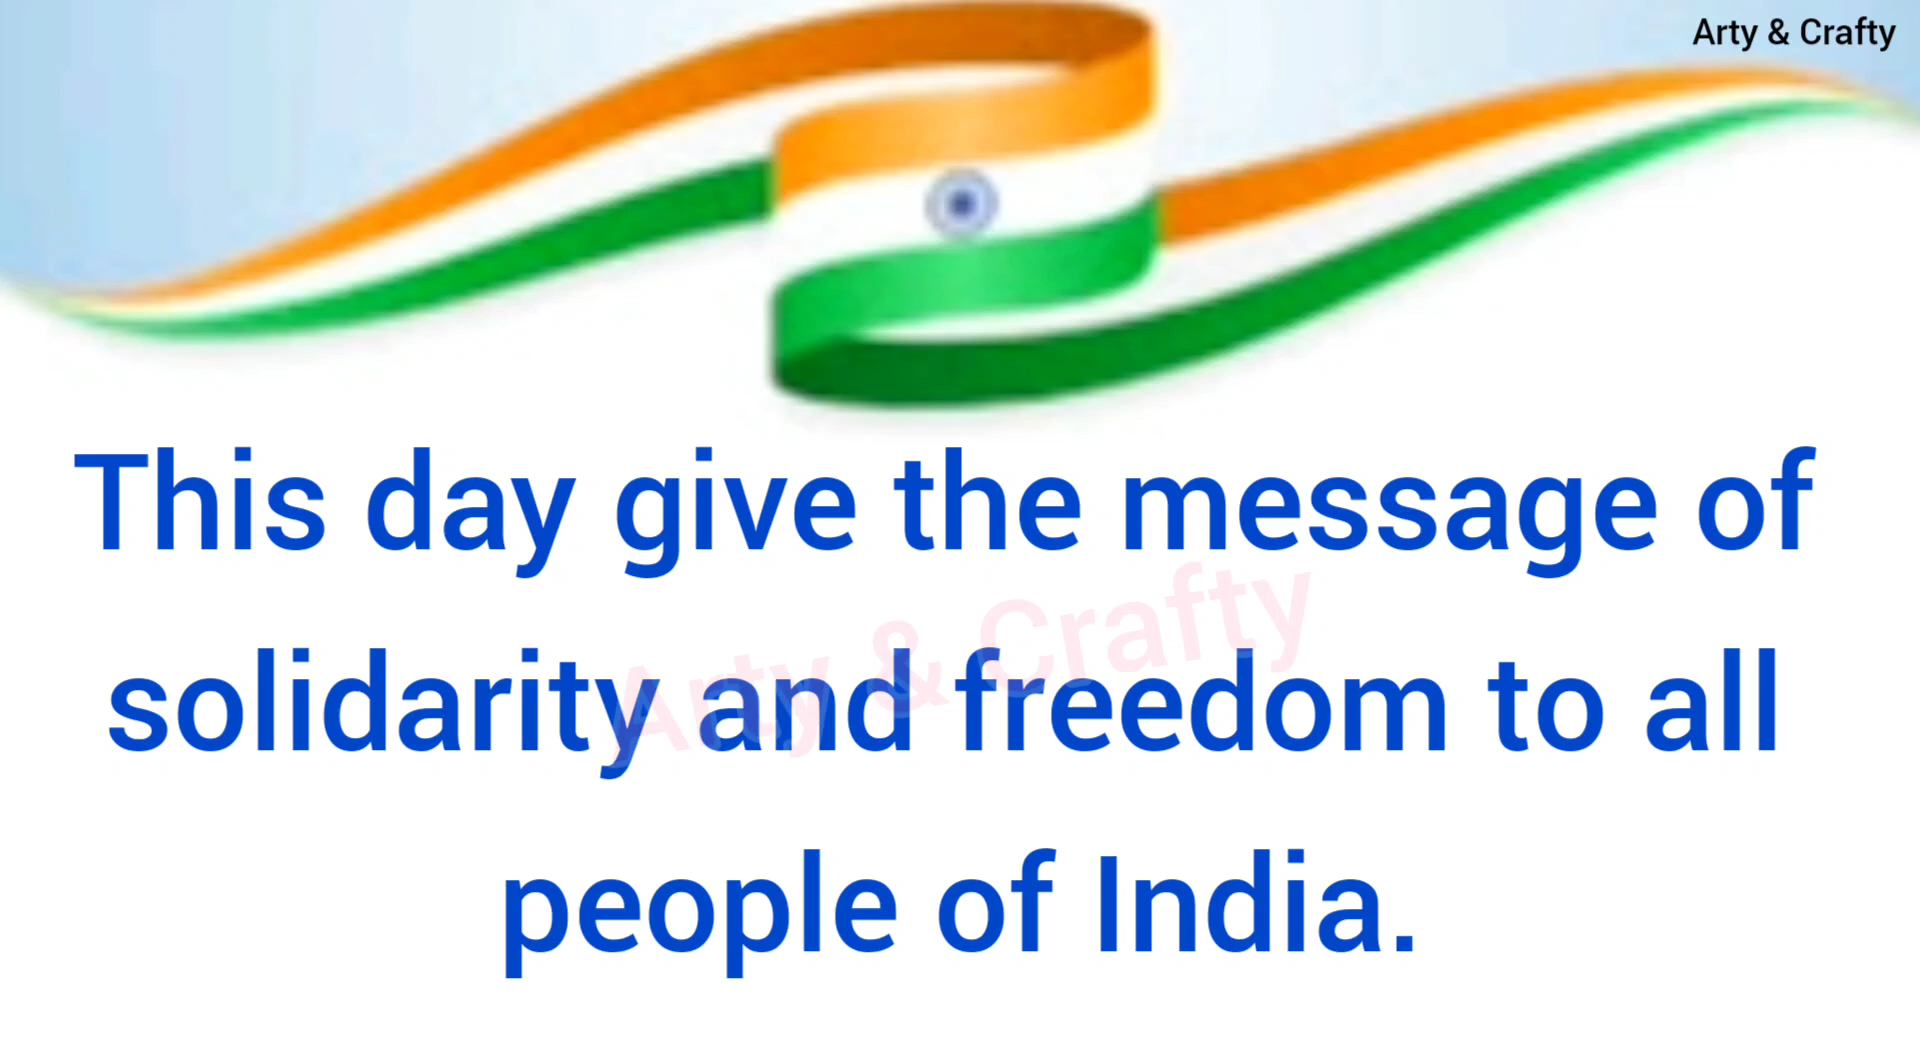 Arty & Crafty
This day give the message of
solidarity and freedom to all
people of India.
Arty & Crafty